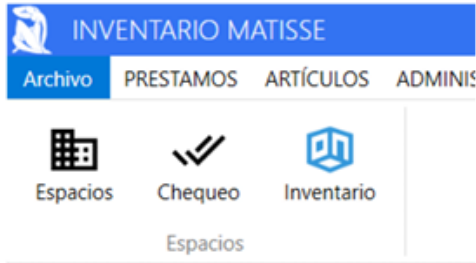 INVENTARIO MATISSE
Archivo PRESTAMOS ARTÍCULOS
Espacios Chequeo Inventario
Espacios